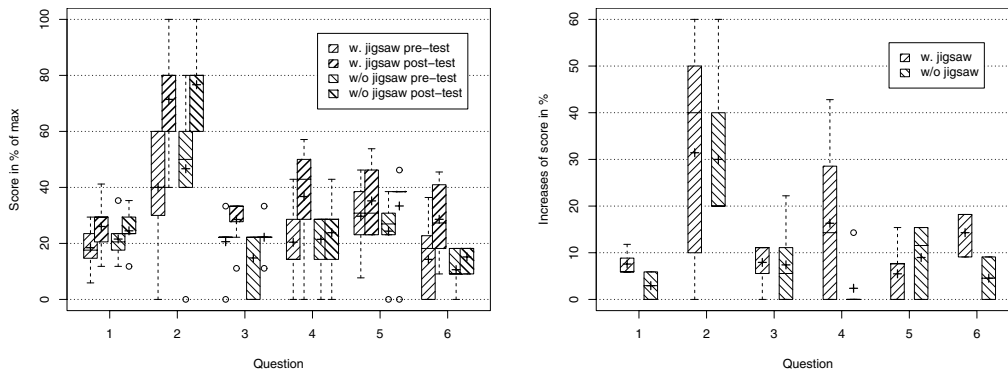 Score in % of max
100
80
60
40
20
0
w. jigsaw pre-test
w. jigsaw post-test
w/o jigsaw pre-test
w/o jigsaw post-test
1 2 3 4 5 6
Question
Increases of score in %
60
50
40
30
20
10
0
w. jigsaw
w/o jigsaw
1 2 3 4 5 6
Question